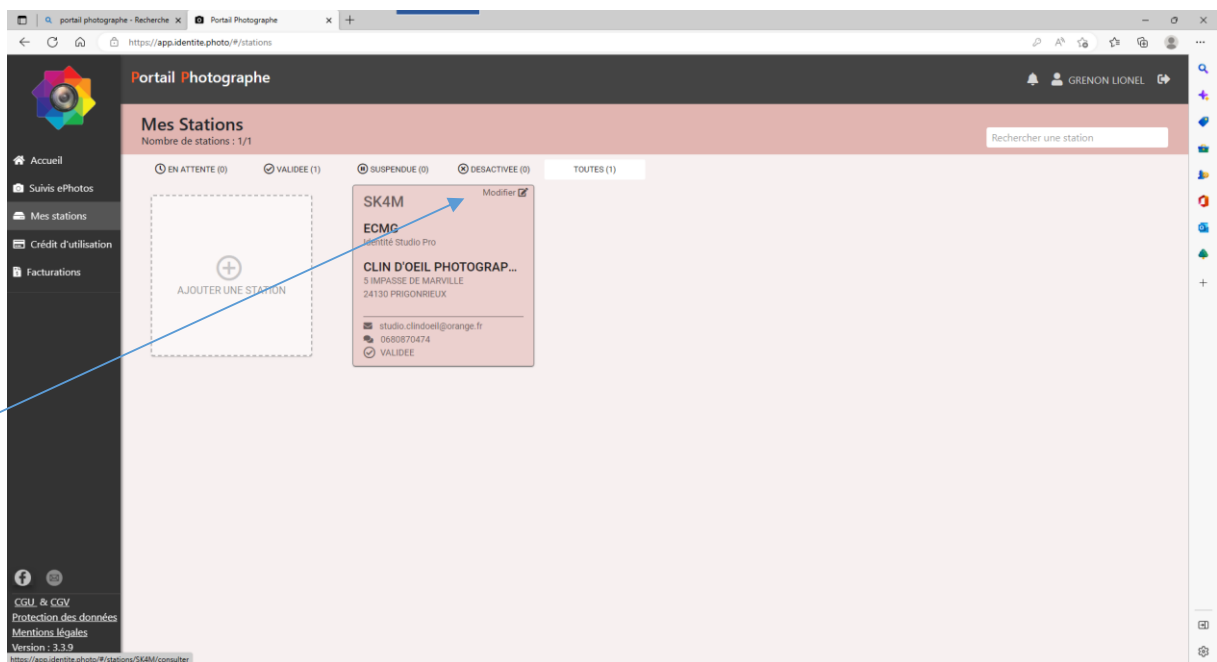 portail photographe - Recherche
Portail Photographe
https://app.identite.photo/#/stations
Portail Photographe
GRENON LIONEL
Mes Stations
Nombre de stations : 1/1
Rechercher une station
Accueil
Suivis ePhotos
Mes stations
Crédit d'utilisation
Facturations
EN ATTENTE (0)
VALIDEE (1)
SUSPENDUE (0)
DESACTIVEE (0)
TOUTES (1)
AJOUTER UNE STATION
Modifier
SK4M
ECMG
Identité Studio Pro
CLIN D'OEIL PHOTOGRAP...
5 IMPASSE DE MARVILLE
24130 PRIGONRIEUX
studio.clindoeil@orange.fr
0680870474
VALIDEE
CGU & CGV
Protection des données
Mentions légales
Version : 3.3.9
https://app.identite.photo/#/stations/SK4M/consulter